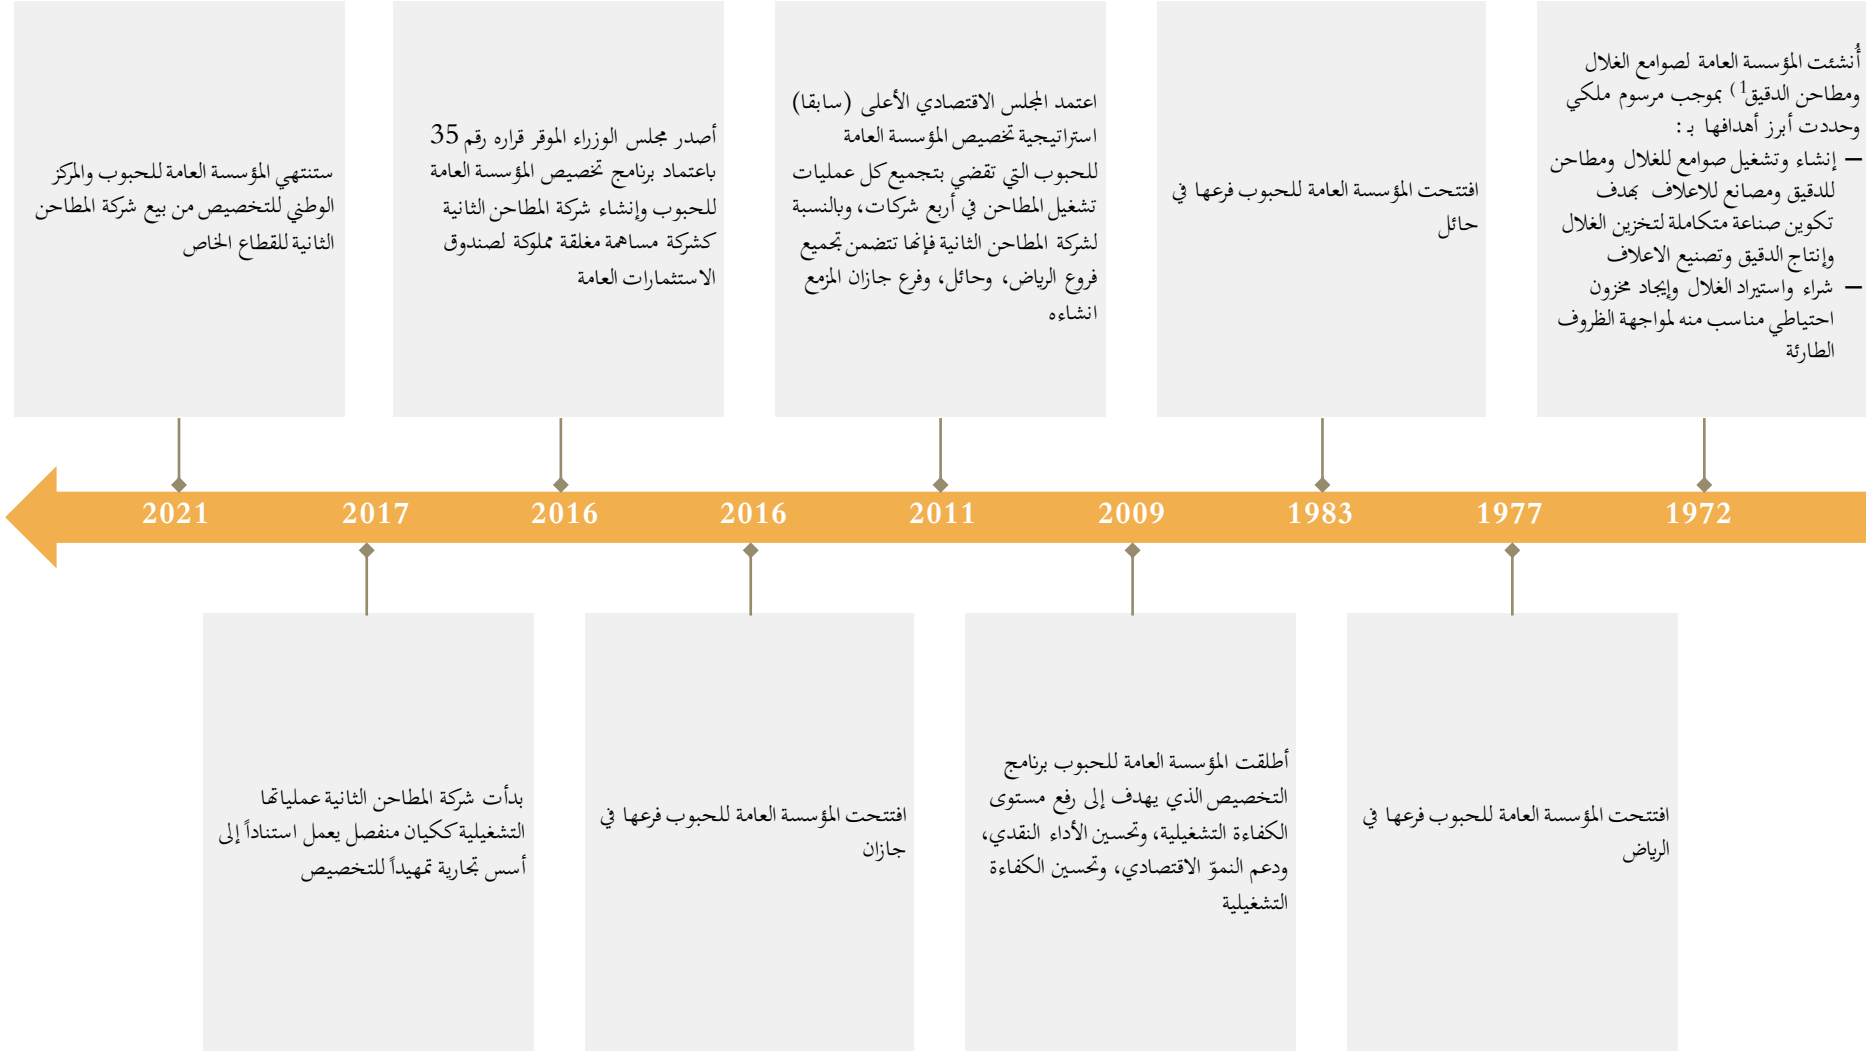 أُنشئت المؤسسة العامة لصوامع الغلال
ومطاحن الدقيق1) بموجب مرسوم ملكي
وحددت أبرز أهدافها بـ :
– إنشاء وتشغيل صوامع للغلال ومطاحن
للدقيق ومصانع للاعلاف بهدف
تكوين صناعة متكاملة لتخزين الغلال
وإنتاج الدقيق وتصنيع الاعلاف
– شراء واستيراد الغلال وإيجاد مخزون
احتياطي مناسب منه لمواجهة الظروف
الطارئة
افتتحت المؤسسة العامة للحبوب فرعها في
حائل
اعتمد المجلس الاقتصادي الأعلى (سابقا)
استراتيجية تخصيص المؤسسة العامة
للحبوب التي تقضي بتجميع كل عمليات
تشغيل المطاحن في أربع شركات، وبالنسبة
لشركة المطاحن الثانية فإنها تتضمن تجميع
فروع الرياض، وحائل، وفرع جازان المزمع
انشاءه
أصدر مجلس الوزراء الموقر قراره رقم 35
باعتماد برنامج تخصيص المؤسسة العامة
للحبوب وإنشاء شركة المطاحن الثانية
كشركة مساهمة مغلقة مملوكة لصندوق
الاستثمارات العامة
ستنتهي المؤسسة العامة للحبوب والمركز
الوطني للتخصيص من بيع شركة المطاحن
الثانية للقطاع الخاص
1972
1977
1983
2009
2011
2016
2016
2017
2021
افتتحت المؤسسة العامة للحبوب فرعها في
الرياض
أطلقت المؤسسة العامة للحبوب برنامج
التخصيص الذي يهدف إلى رفع مستوى
الكفاءة التشغيلية، وتحسين الأداء النقدي،
ودعم النموّ الاقتصادي، وتحسين الكفاءة
التشغيلية
افتتحت المؤسسة العامة للحبوب فرعها في
جازان
بدأت شركة المطاحن الثانية عملياتها
التشغيلية ككيان منفصل يعمل استناداً إلى
أسس تجارية تمهيداً للتخصيص